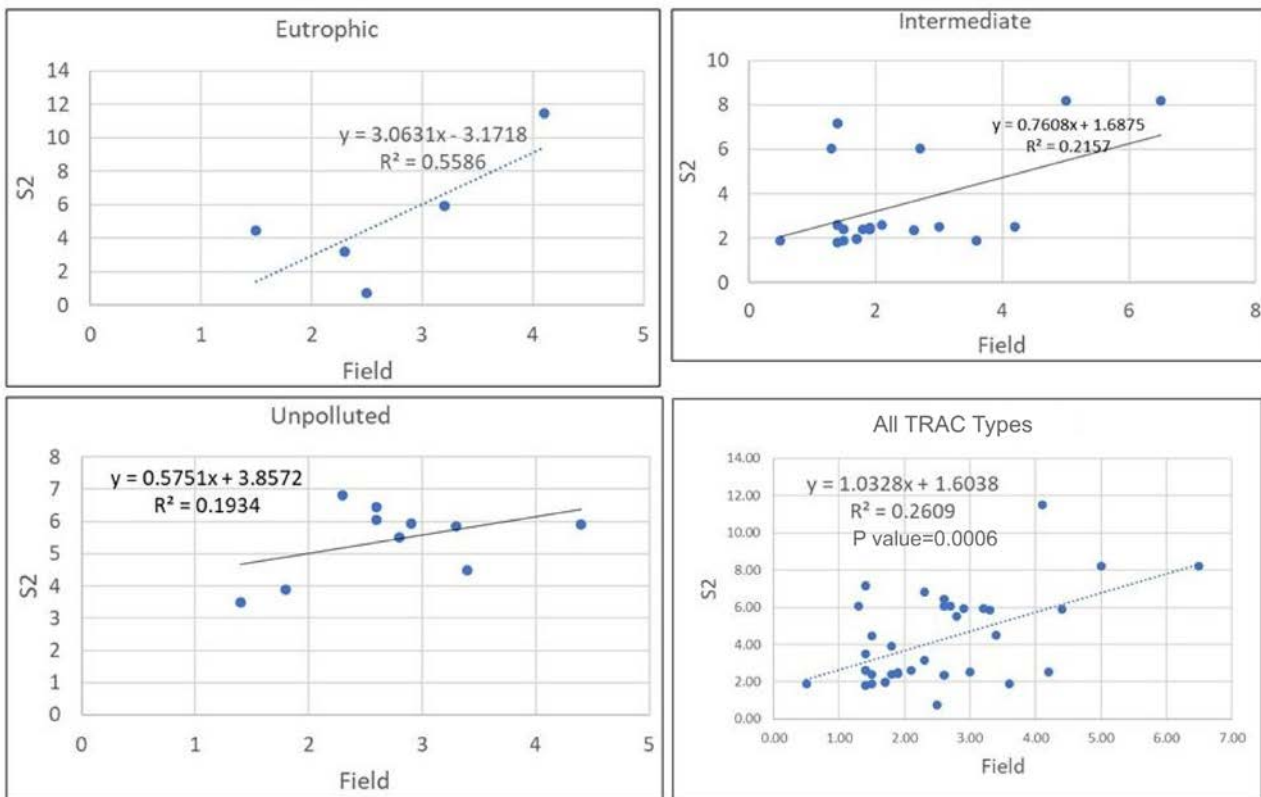 Eutrophic
14
12
10
8
6
4
2
0
S2
y = 3.0631x - 3.1718
R² = 0.5586
0 1 2 3 4 5
Field
Intermediate
10
8
6
4
2
0
S2
y = 0.7608x + 1.6875
R² = 0.2157
0 2 4 6 8
Field
Unpolluted
8
7
6
5
4
3
2
1
0
S2
y = 0.5751x + 3.8572
R² = 0.1934
0 1 2 3 4 5
Field
All TRAC Types
14.00
12.00
10.00
8.00
6.00
4.00
2.00
0.00
S2
y = 1.0328x + 1.6038
R² = 0.2609
P value=0.0006
0.00 1.00 2.00 3.00 4.00 5.00 6.00 7.00
Field